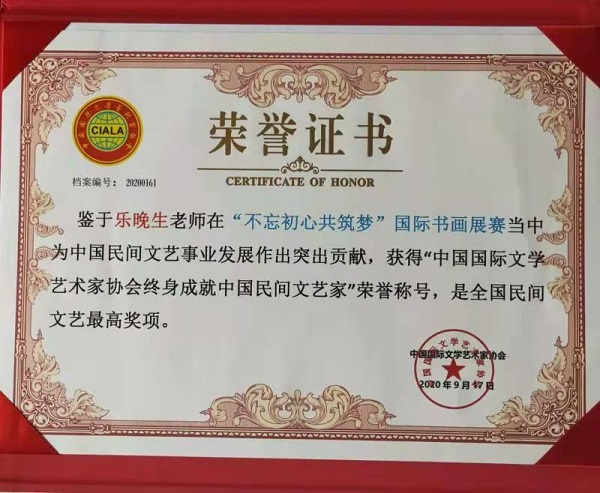 CIALA
荣誉证书
CERTIFICATE OF HONOR
档案编号： 20200161
鉴于乐晚生老师在“不忘初心共筑梦”国际书画展赛当中
为中国民间文艺事业发展作出突出贡献，获得“中国国际文学
艺术家协会终身成就中国民间文艺家”荣誉称号，是全国民间
文艺最高奖项。
中国国际文学艺术家协会
2020年9月17日